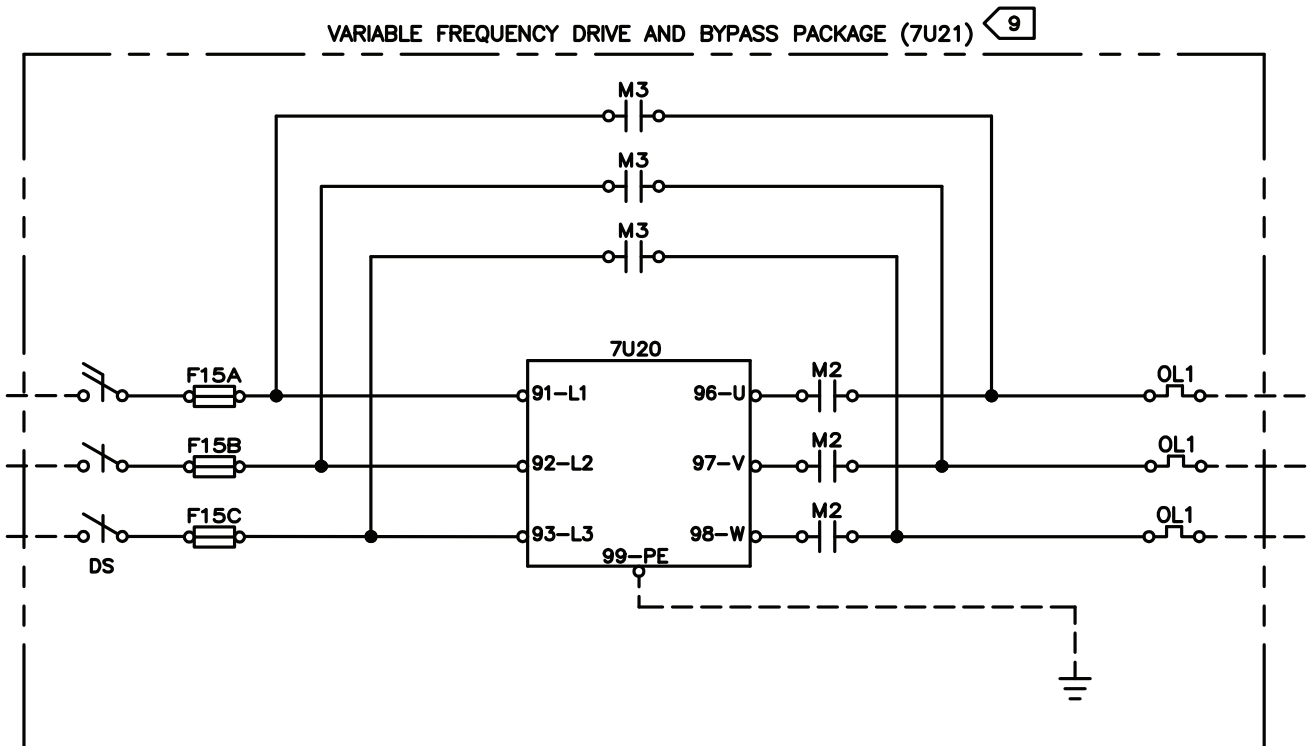 VARIABLE FREQUENCY DRIVE AND BYPASS PACKAGE (7U21) 9
M3
M3
M3
7U20
F15A
91-L1
96-U
M2
OL1
F15B
92-L2
97-V
M2
OL1
F15C
93-L3
98-W
M2
OL1
99-PE
DS